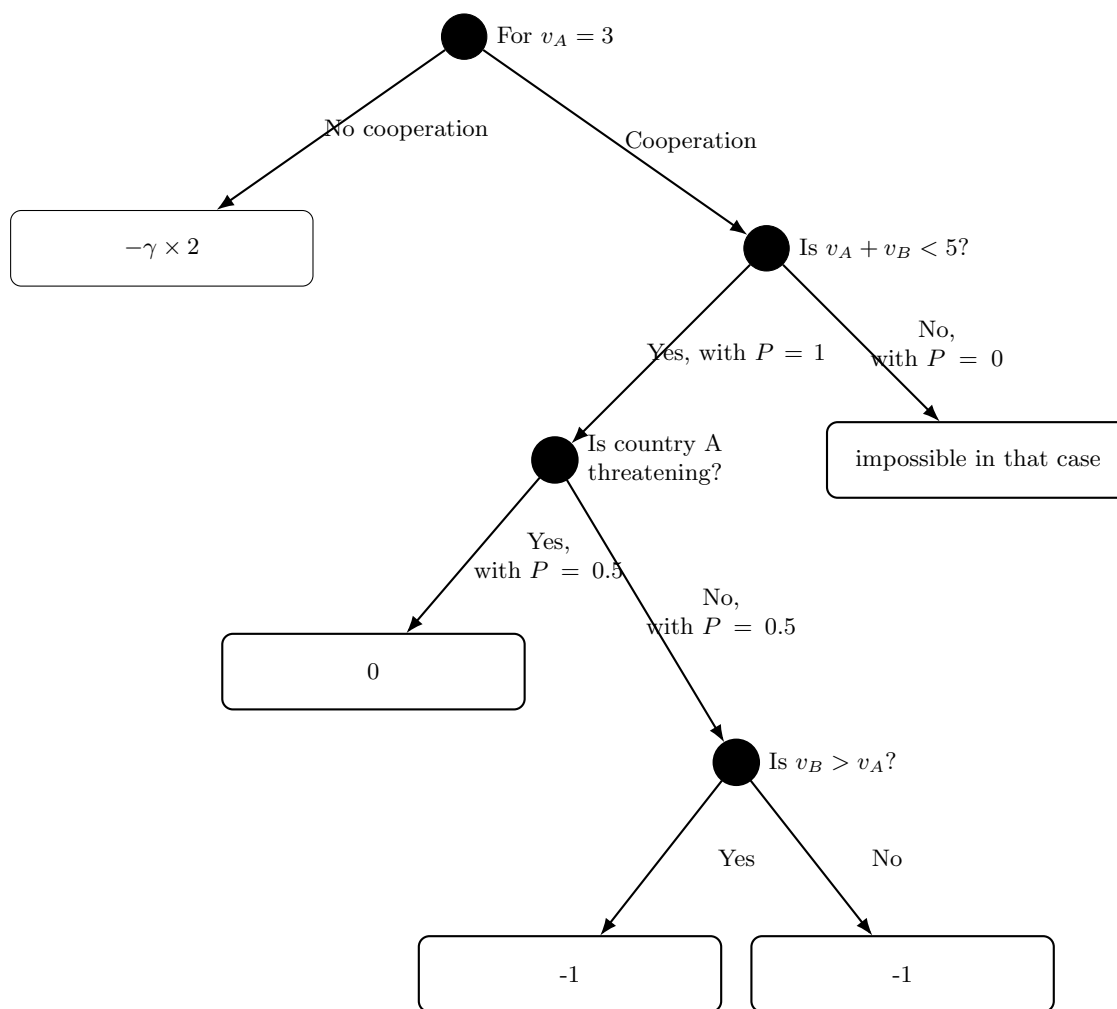 For $v_A = 3$
No cooperation
Cooperation
$-\gamma \times 2$
Is $v_A + v_B < 5$?
Yes, with $P = 1$
No,
with $P = 0$
Is country A
threatening?
impossible in that case
Yes,
with $P = 0.5$
No,
with $P = 0.5$
0
Is $v_B > v_A$?
Yes
No
-1
-1